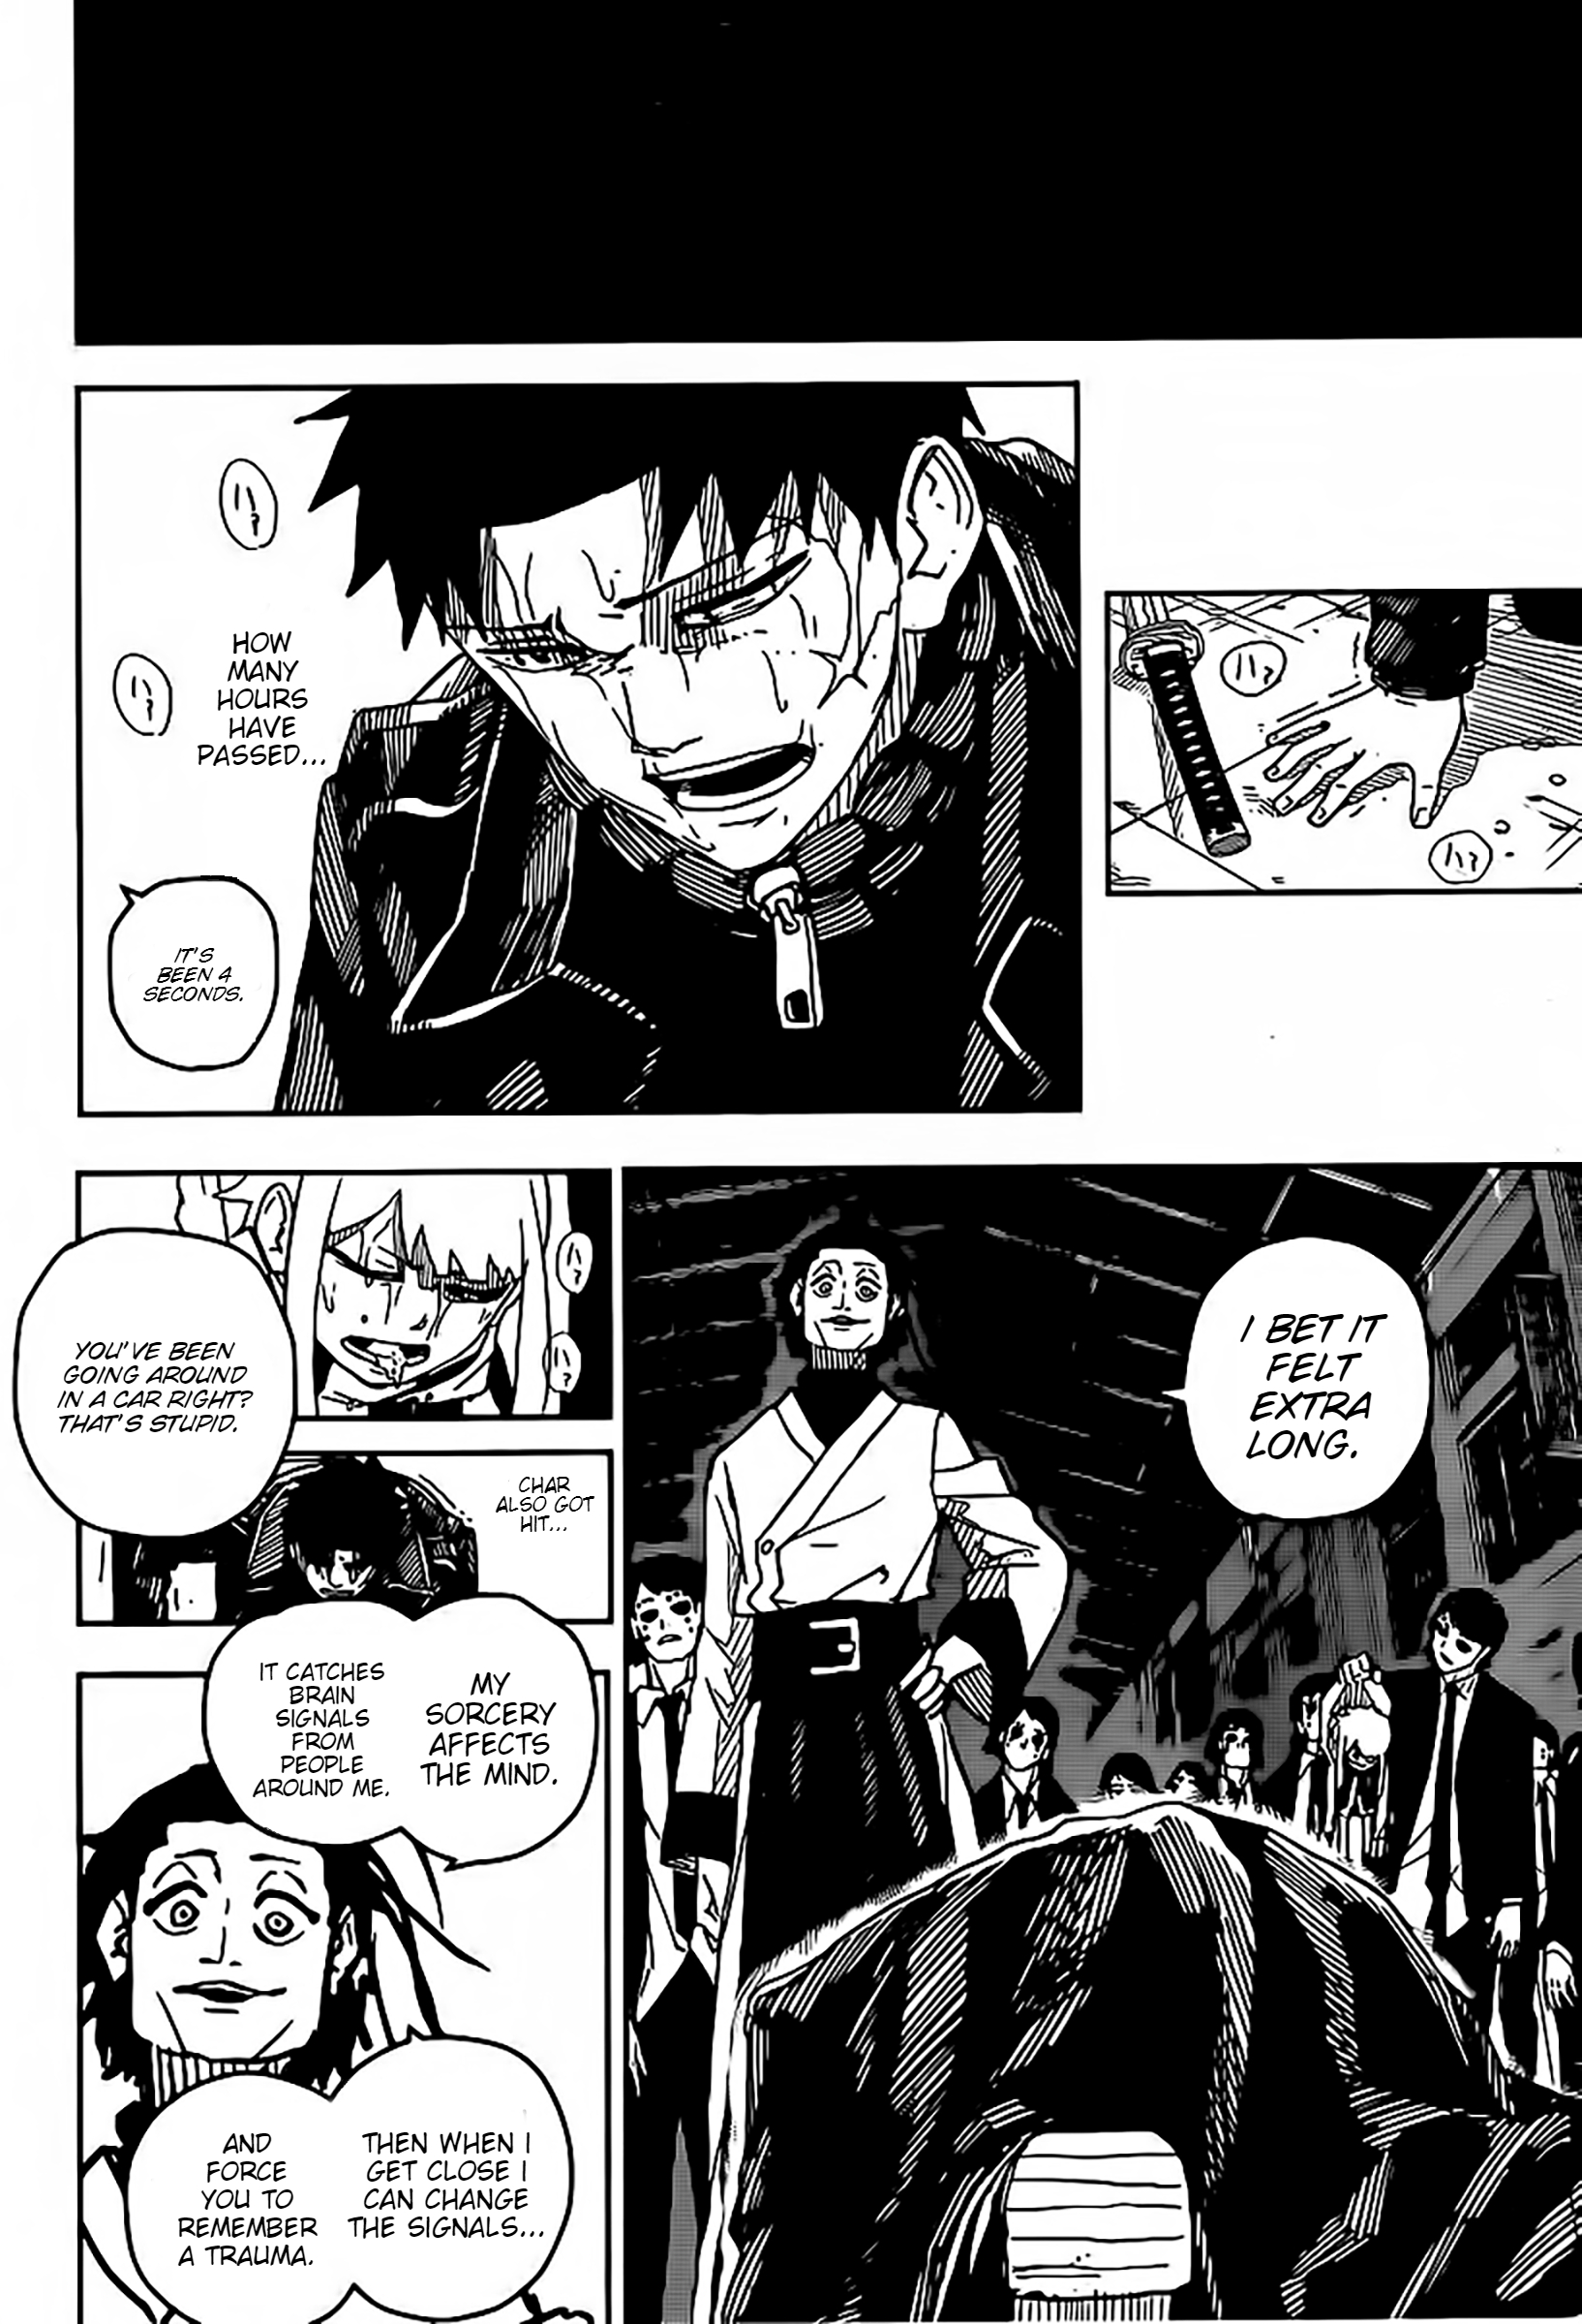 HOW
MANY
HOURS
HAVE
PASSED...
IT'S
BEEN 4
SECONDS.
I BET IT
FELT
EXTRA
LONG.
YOU'VE BEEN
GOING AROUND
IN A CAR RIGHT?
THAT'S STUPID.
CHAR
ALSO GOT
HIT...
MY
SORCERY
AFFECTS
THE MIND.
IT CATCHES
BRAIN
SIGNALS
FROM
PEOPLE
AROUND ME.
THEN WHEN I
GET CLOSE I
CAN CHANGE
THE SIGNALS...
AND
FORCE
YOU TO
REMEMBER
A TRAUMA.